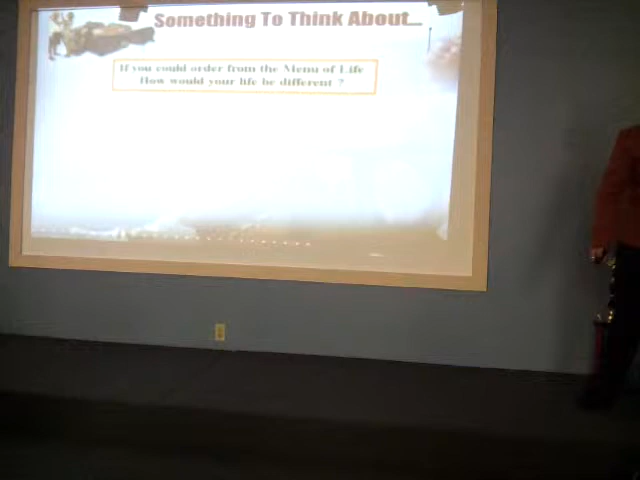 Something To Think About...
If you could order from the Menu of Life
How would your life be different ?